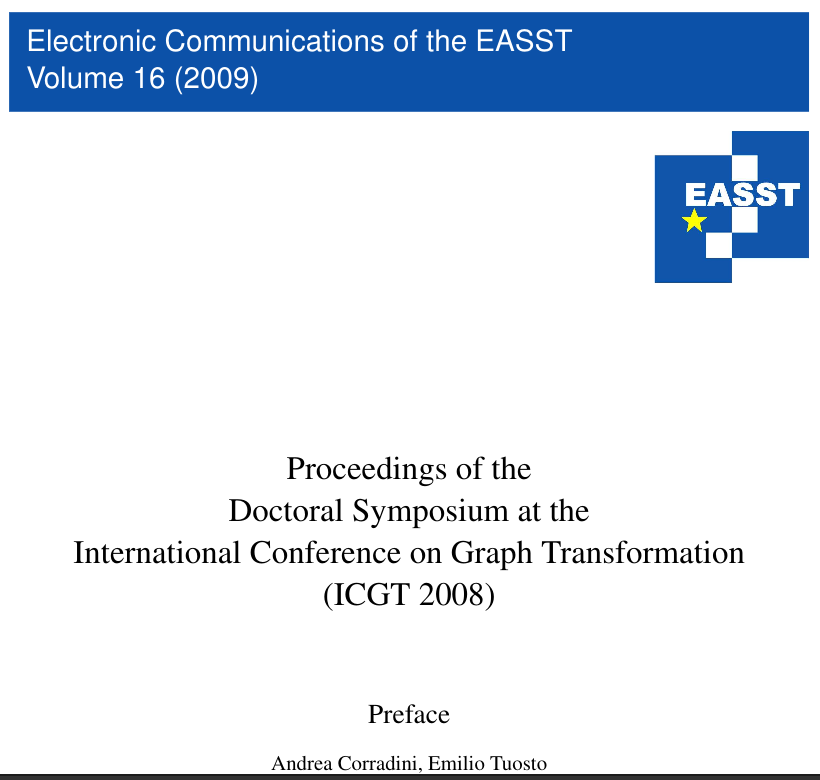 Electronic Communications of the EASST
Volume 16 (2009)
EASST
Proceedings of the
Doctoral Symposium at the
International Conference on Graph Transformation
(ICGT 2008)
Preface
Andrea Corradini, Emilio Tuosto